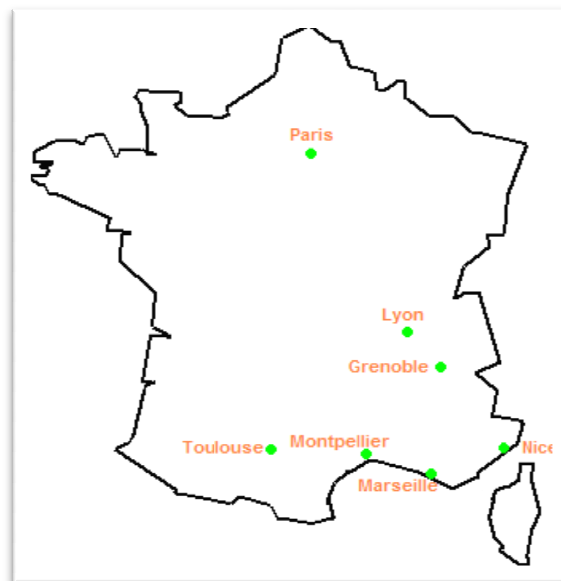 Paris
Lyon
Grenoble
Toulouse
Montpellier
Nice
Marseille